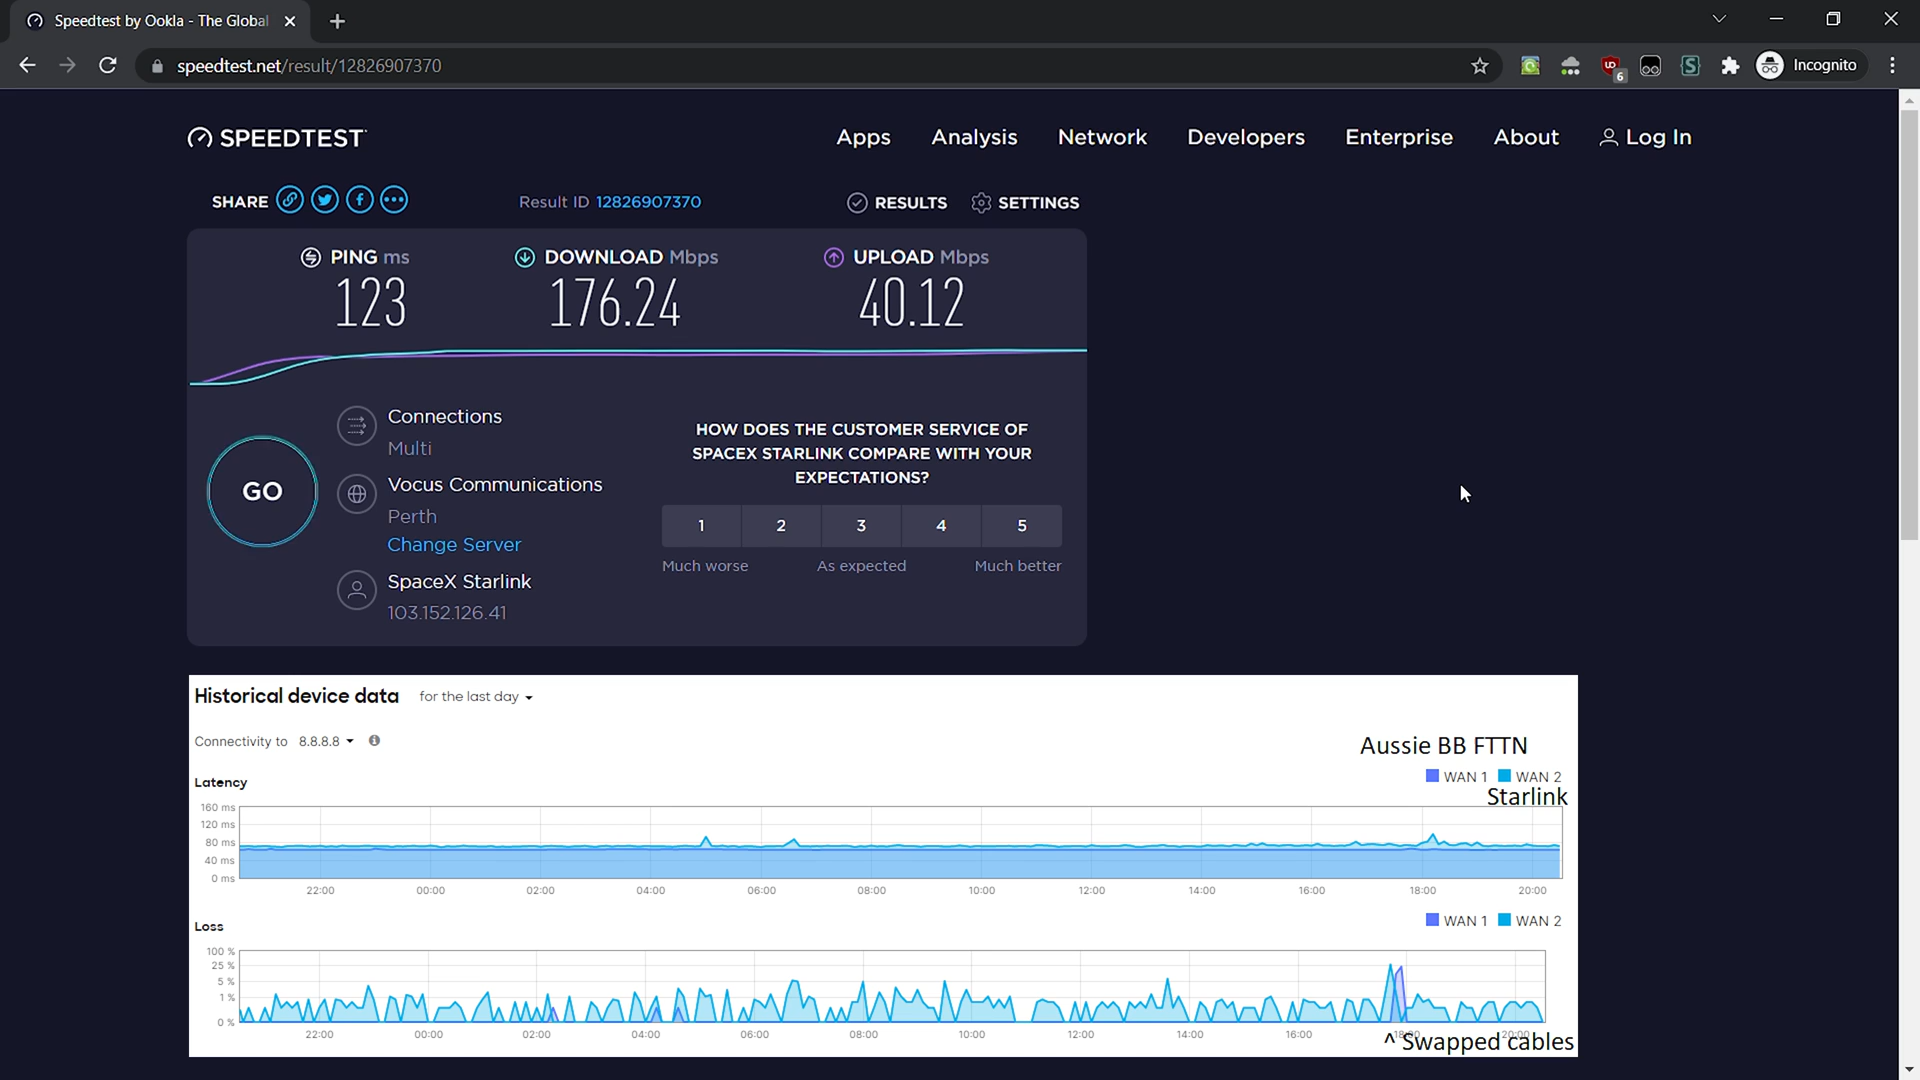 Speedtest by Ookla - The Global
speedtest.net/result/12826907370
6
Incognito
SPEEDTEST
Apps Analysis Network Developers Enterprise About Log In
SHARE Result ID 12826907370 RESULTS SETTINGS
PING ms DOWNLOAD Mbps UPLOAD Mbps
123 176.24 40.12
Connections
Multi
GO
Vocus Communications
Perth
Change Server
SpaceX Starlink
103.152.126.41
HOW DOES THE CUSTOMER SERVICE OF
SPACEX STARLINK COMPARE WITH YOUR
EXPECTATIONS?
1 2 3 4 5
Much worse As expected Much better
Historical device data for the last day
Connectivity to 8.8.8.8
Aussie BB FTTN
Latency
WAN 1 WAN 2
Starlink
160 ms
120 ms
80 ms
40 ms
0 ms
22:00 00:00 02:00 04:00 06:00 08:00 10:00 12:00 14:00 16:00 18:00 20:00
Loss
WAN 1 WAN 2
100 %
25 %
5 %
1 %
0 %
22:00 00:00 02:00 04:00 06:00 08:00 10:00 12:00 14:00 16:00 18:00 20:00
^ Swapped cables